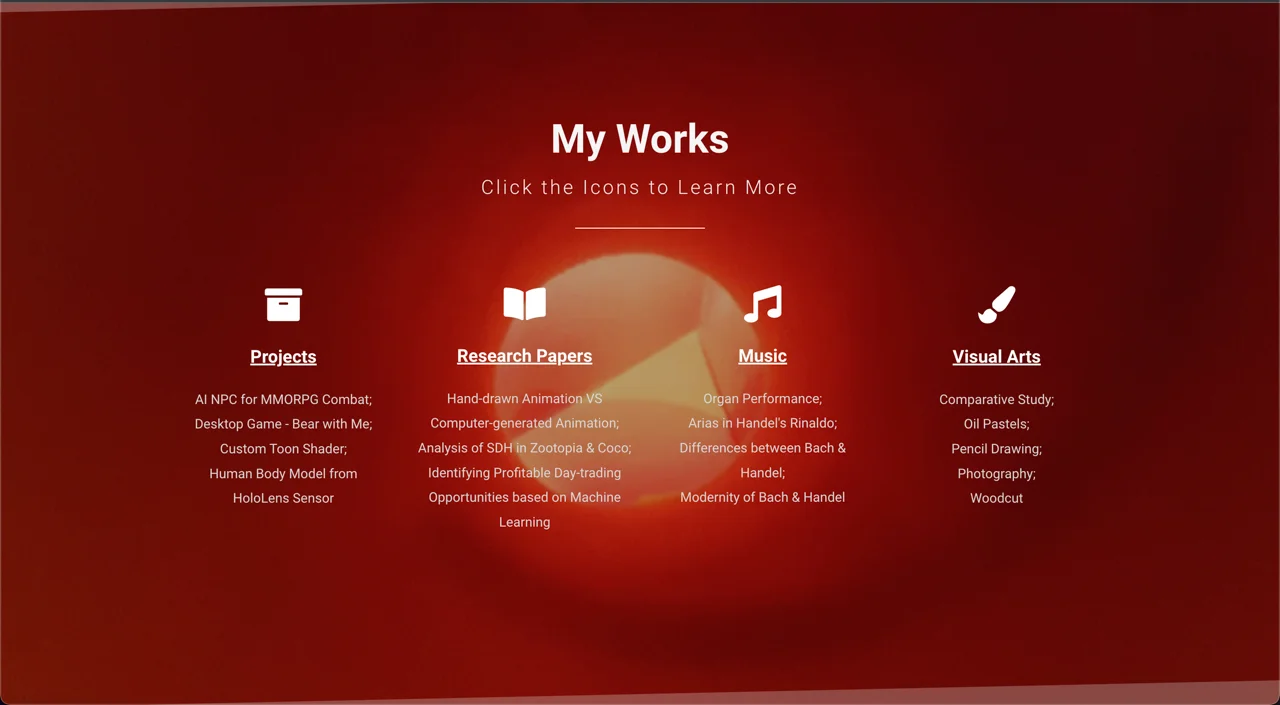 My Works
Click the Icons to Learn More
Projects
AI NPC for MMORPG Combat;
Desktop Game - Bear with Me;
Custom Toon Shader;
Human Body Model from
HoloLens Sensor
Research Papers
Hand-drawn Animation VS
Computer-generated Animation;
Analysis of SDH in Zootopia & Coco;
Identifying Profitable Day-trading
Opportunities based on Machine
Learning
Music
Organ Performance;
Arias in Handel's Rinaldo;
Differences between Bach &
Handel;
Modernity of Bach & Handel
Visual Arts
Comparative Study;
Oil Pastels;
Pencil Drawing;
Photography;
Woodcut